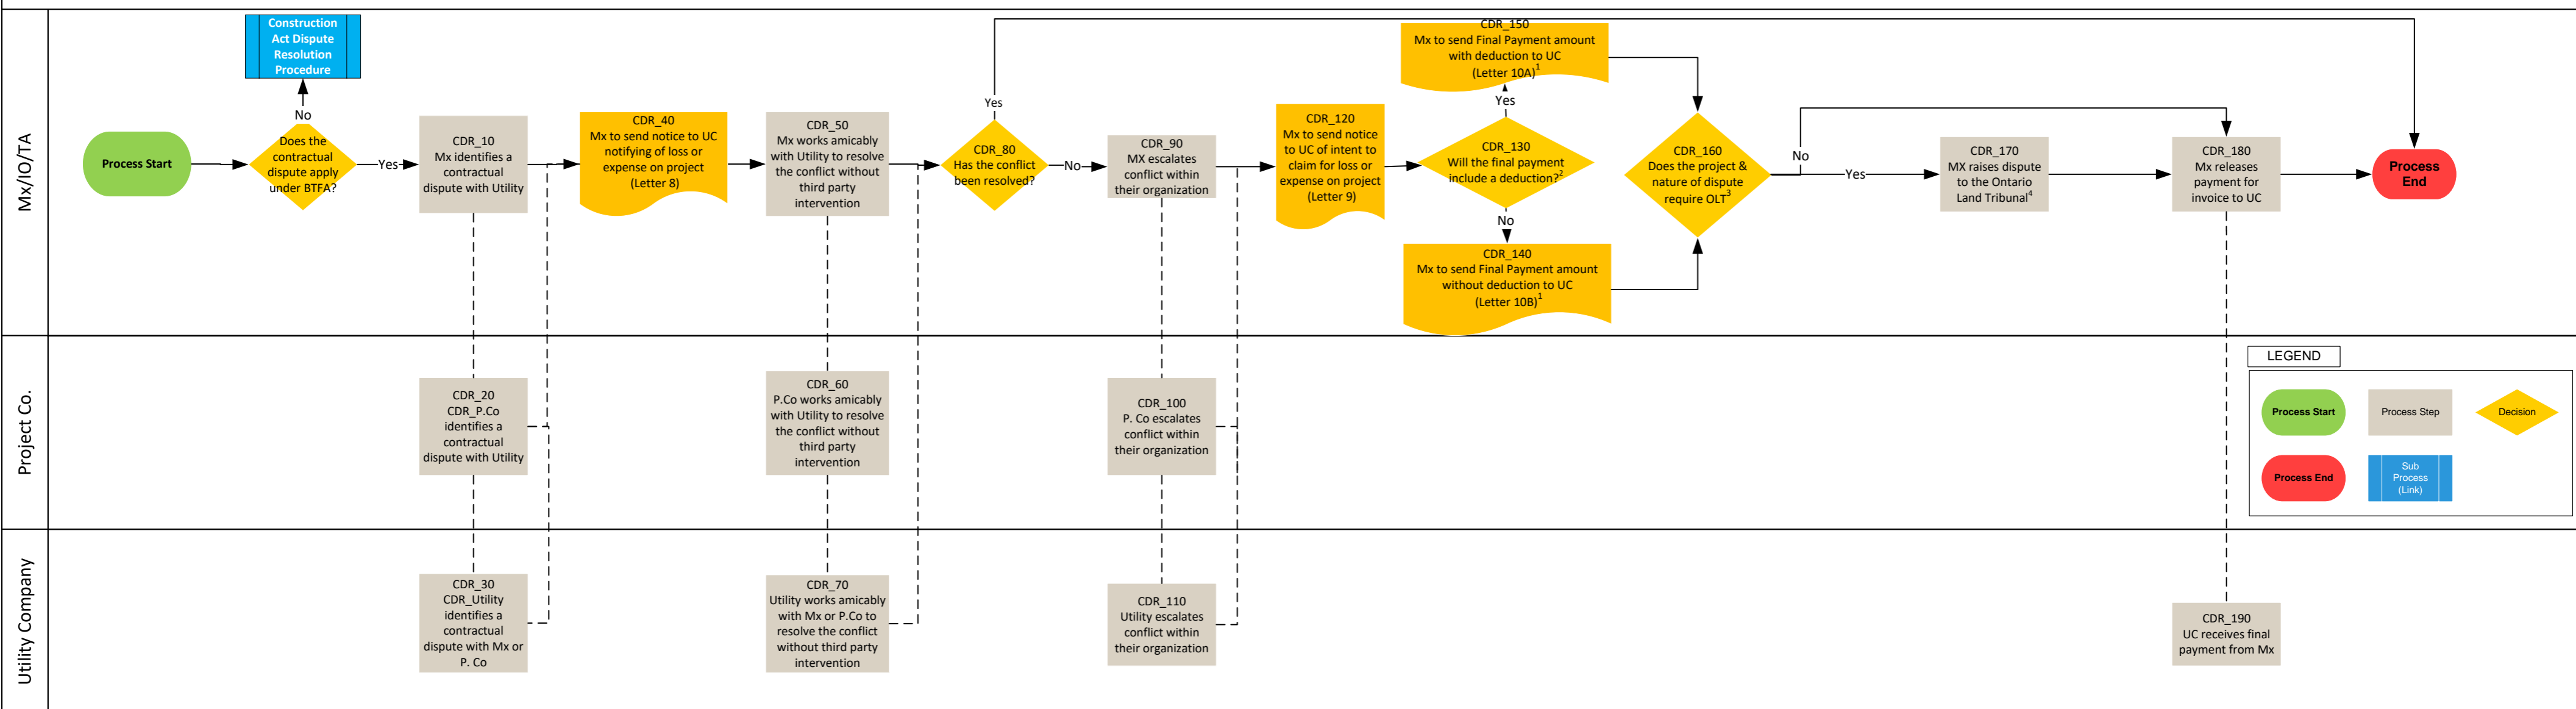 Mx/IO/TA
Construction
Act Dispute
Resolution
Procedure
No
Process Start
Does the
contractual
dispute apply
under BTFA?
Yes
CDR_10
Mx identifies a
contractual
dispute with Utility
CDR_40
Mx to send notice to UC
notifying of loss or
expense on project
(Letter 8)
CDR_50
Mx works amicably
with Utility to resolve
the conflict without
third party
intervention
Yes
CDR_80
Has the conflict
been resolved?
No
CDR_90
MX escalates
conflict within
their organization
CDR_120
Mx to send notice
to UC of intent to
claim for loss or
expense on project
(Letter 9)
CDR_150
Mx to send Final Payment amount
with deduction to UC
(Letter 10A)1
Yes
CDR_130
Will the final payment
include a deduction?2
No
CDR_140
Mx to send Final Payment amount
without deduction to UC
(Letter 10B)1
CDR_160
Does the project &
nature of dispute
require OLT3
No
Yes
CDR_170
MX raises dispute
to the Ontario
Land Tribunal4
CDR_180
Mx releases
payment for
invoice to UC
Process
End
Project Co.
CDR_20
CDR_P.Co
identifies a
contractual
dispute with Utility
CDR_60
P.Co works amicably
with Utility to resolve
the conflict without
third party
intervention
CDR_100
P. Co escalates
conflict within
their organization
LEGEND
Process Start
Process Step
Decision
Process End
Sub
Process
(Link)
Utility Company
CDR_30
CDR_Utility
identifies a
contractual
dispute with Mx or
P. Co
CDR_70
Utility works amicably
with Mx or P.Co to
resolve the conflict
without third party
intervention
CDR_110
Utility escalates
conflict within
their organization
CDR_190
UC receives final
payment from Mx